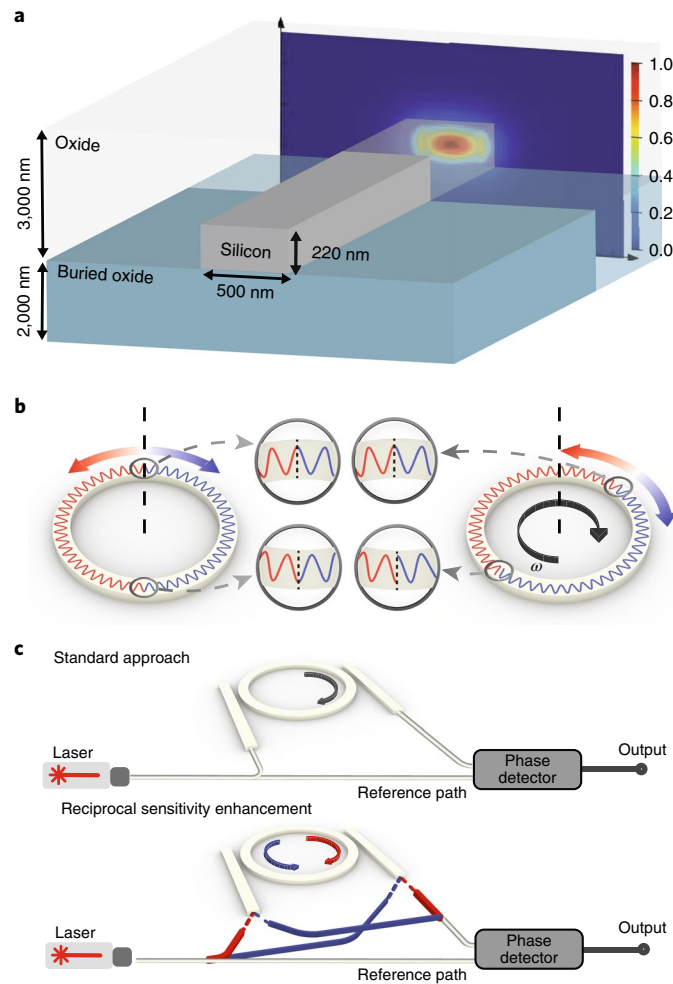 a
1.0
0.8
0.6
0.4
0.2
0.0
Oxide
3,000 nm
Silicon
220 nm
500 nm
Buried oxide
2,000 nm
b
ω
c
Standard approach
Laser
Phase
detector
Output
Reference path
Reciprocal sensitivity enhancement
Laser
Phase
detector
Output
Reference path